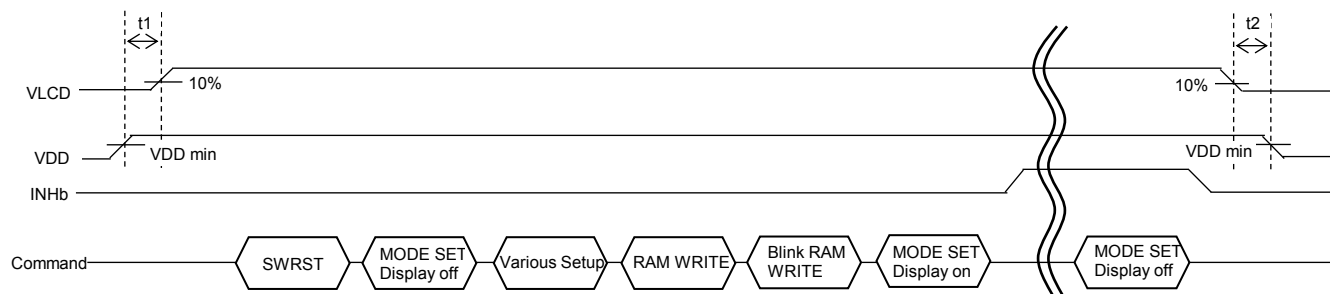 t1
t2
VLCD
10%
10%
VDD
VDD min
VDD min
INHb
Command
SWRST
MODE SET
Display off
Various Setup
RAM WRITE
Blink RAM
WRITE
MODE SET
Display on
MODE SET
Display off